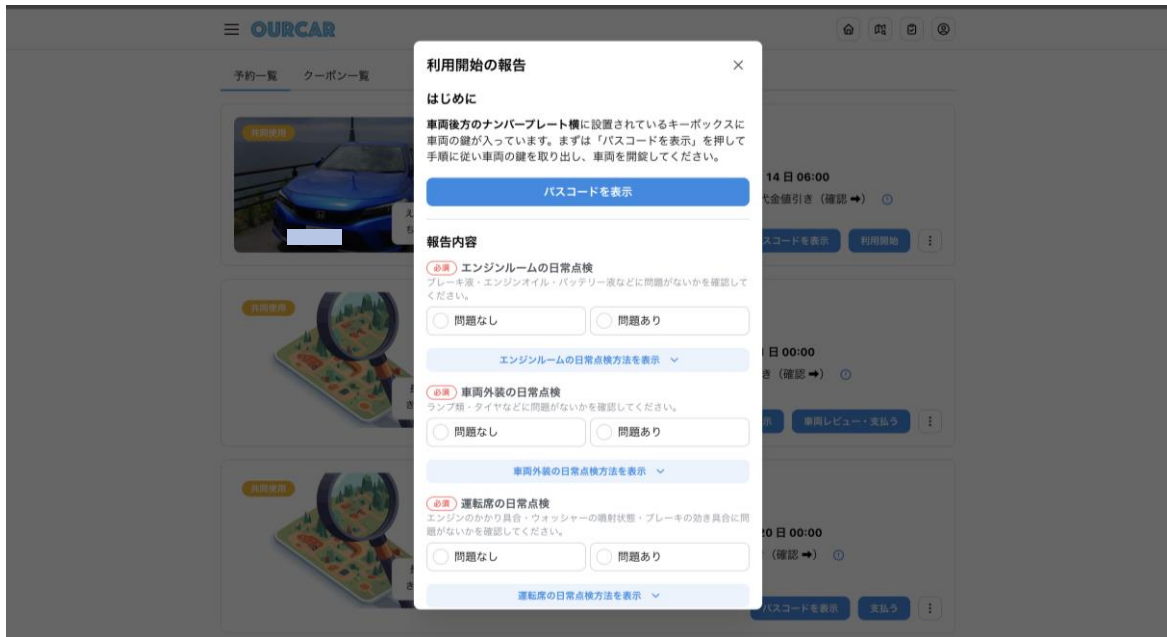 OURCAR
予約一覧 クーポン一覧
利用開始の報告
はじめに
車両後方のナンバープレート横に設置されているキーボックスに
車両の鍵が入っています。まずは「パスコードを表示」を押して
手順に従い車両の鍵を取り出し、車両を開錠してください。
パスコードを表示
報告内容
必須 エンジンルームの日常点検
ブレーキ液・エンジンオイル・バッテリー液などに問題がないかを確認して
ください。
問題なし 問題あり
エンジンルームの日常点検方法を表示
必須 車両外装の日常点検
ランプ類・タイヤなどに問題がないかを確認してください。
問題なし 問題あり
車両外装の日常点検方法を表示
必須 運転席の日常点検
エンジンのかかり具合・ウォッシャーの噴射状態・ブレーキの効き具合に問
題がないかを確認してください。
問題なし 問題あり
運転席の日常点検方法を表示
共同使用
え
ち
14 日 06:00
代金値引き（確認 ➡）
スコードを表示 利用開始
共同使用
き
日 00:00
き（確認 ➡）
示 車両レビュー・支払う
共同使用
き
20 日 00:00
（確認 ➡）
パスコードを表示 支払う